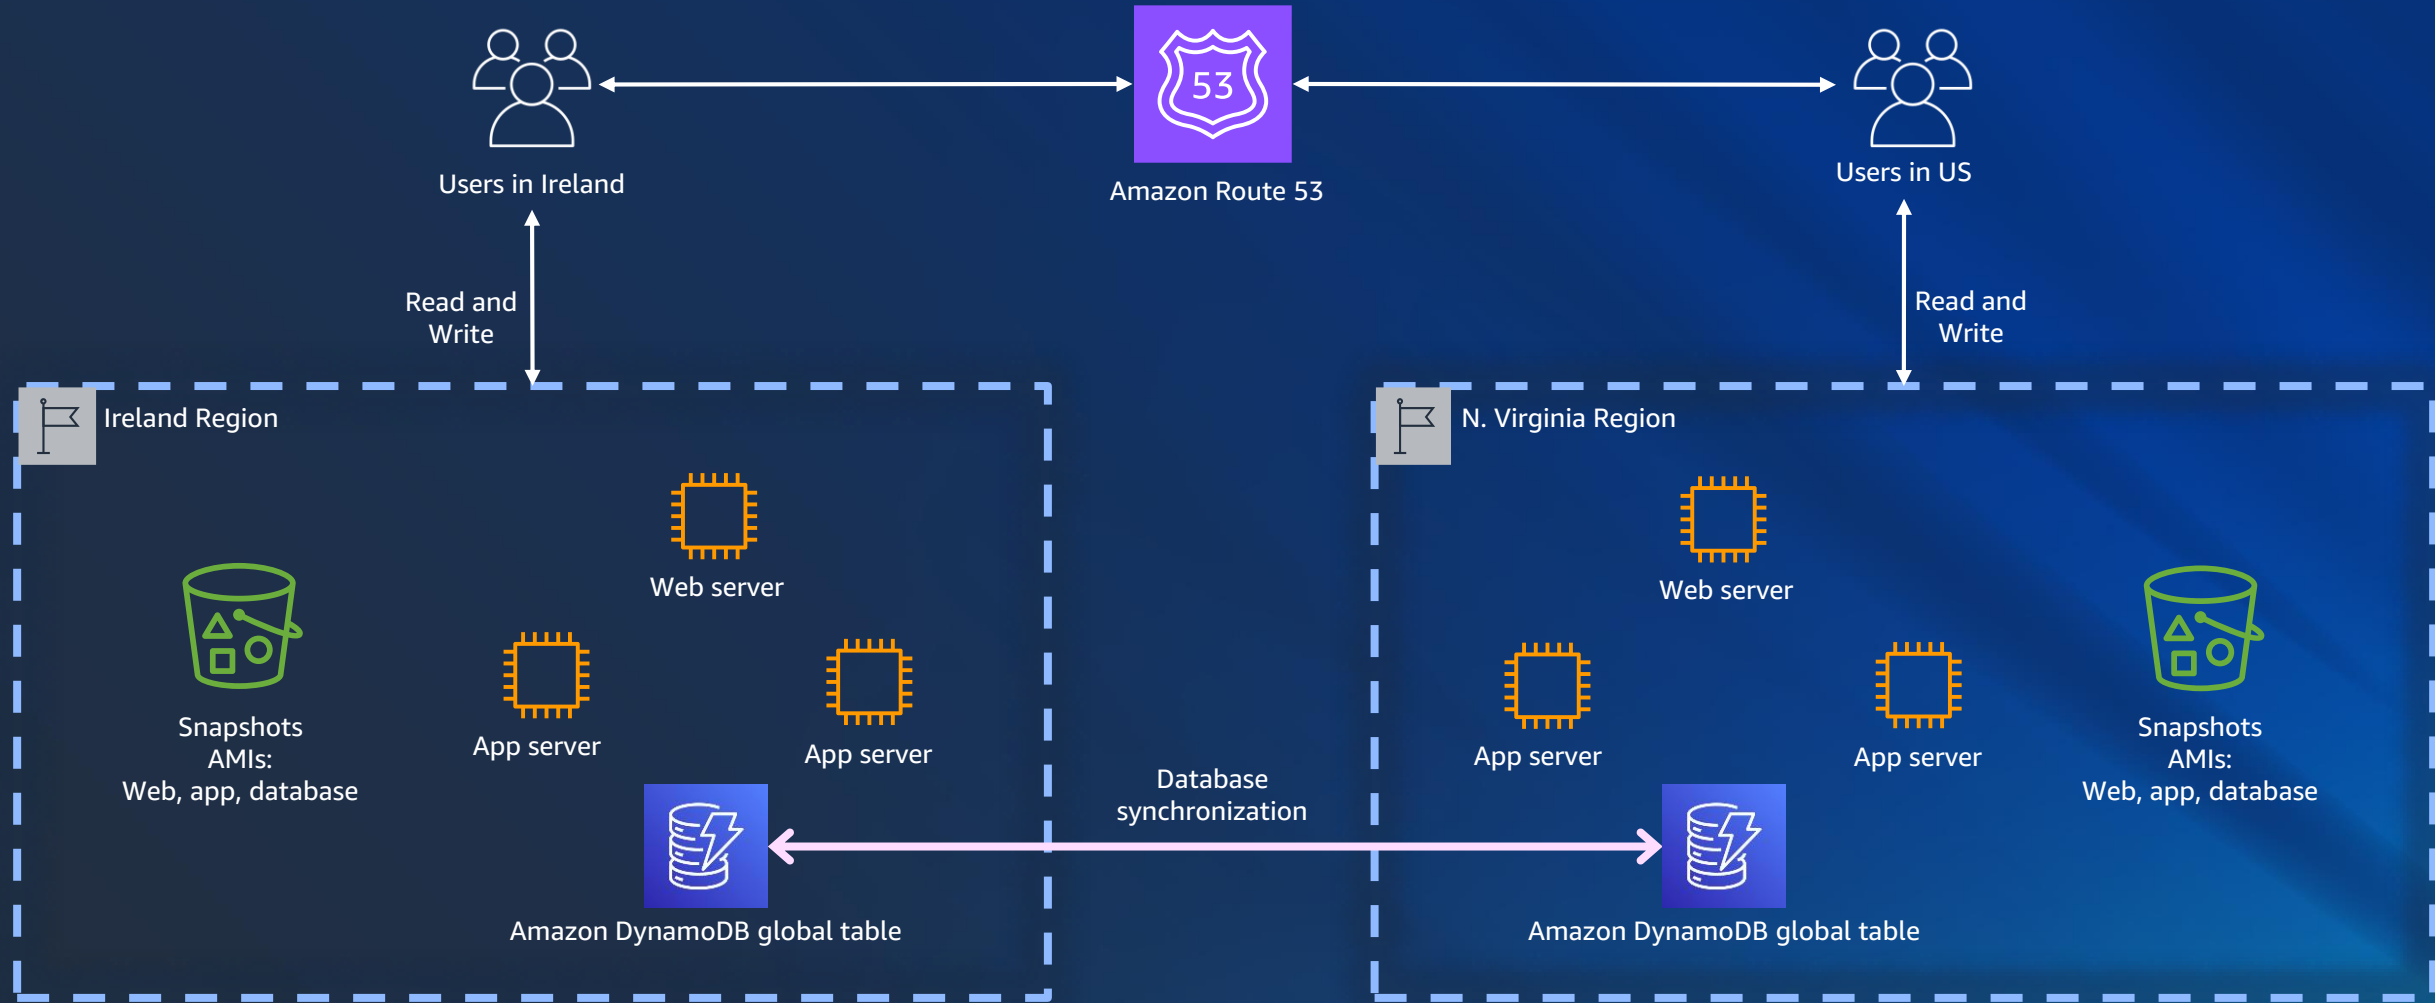 53
Users in Ireland
Amazon Route 53
Users in US
Read and
Write
Read and
Write
Ireland Region
Web server
App server
App server
Snapshots
AMIs:
Web, app, database
Amazon DynamoDB global table
Database
synchronization
N. Virginia Region
Web server
App server
App server
Snapshots
AMIs:
Web, app, database
Amazon DynamoDB global table